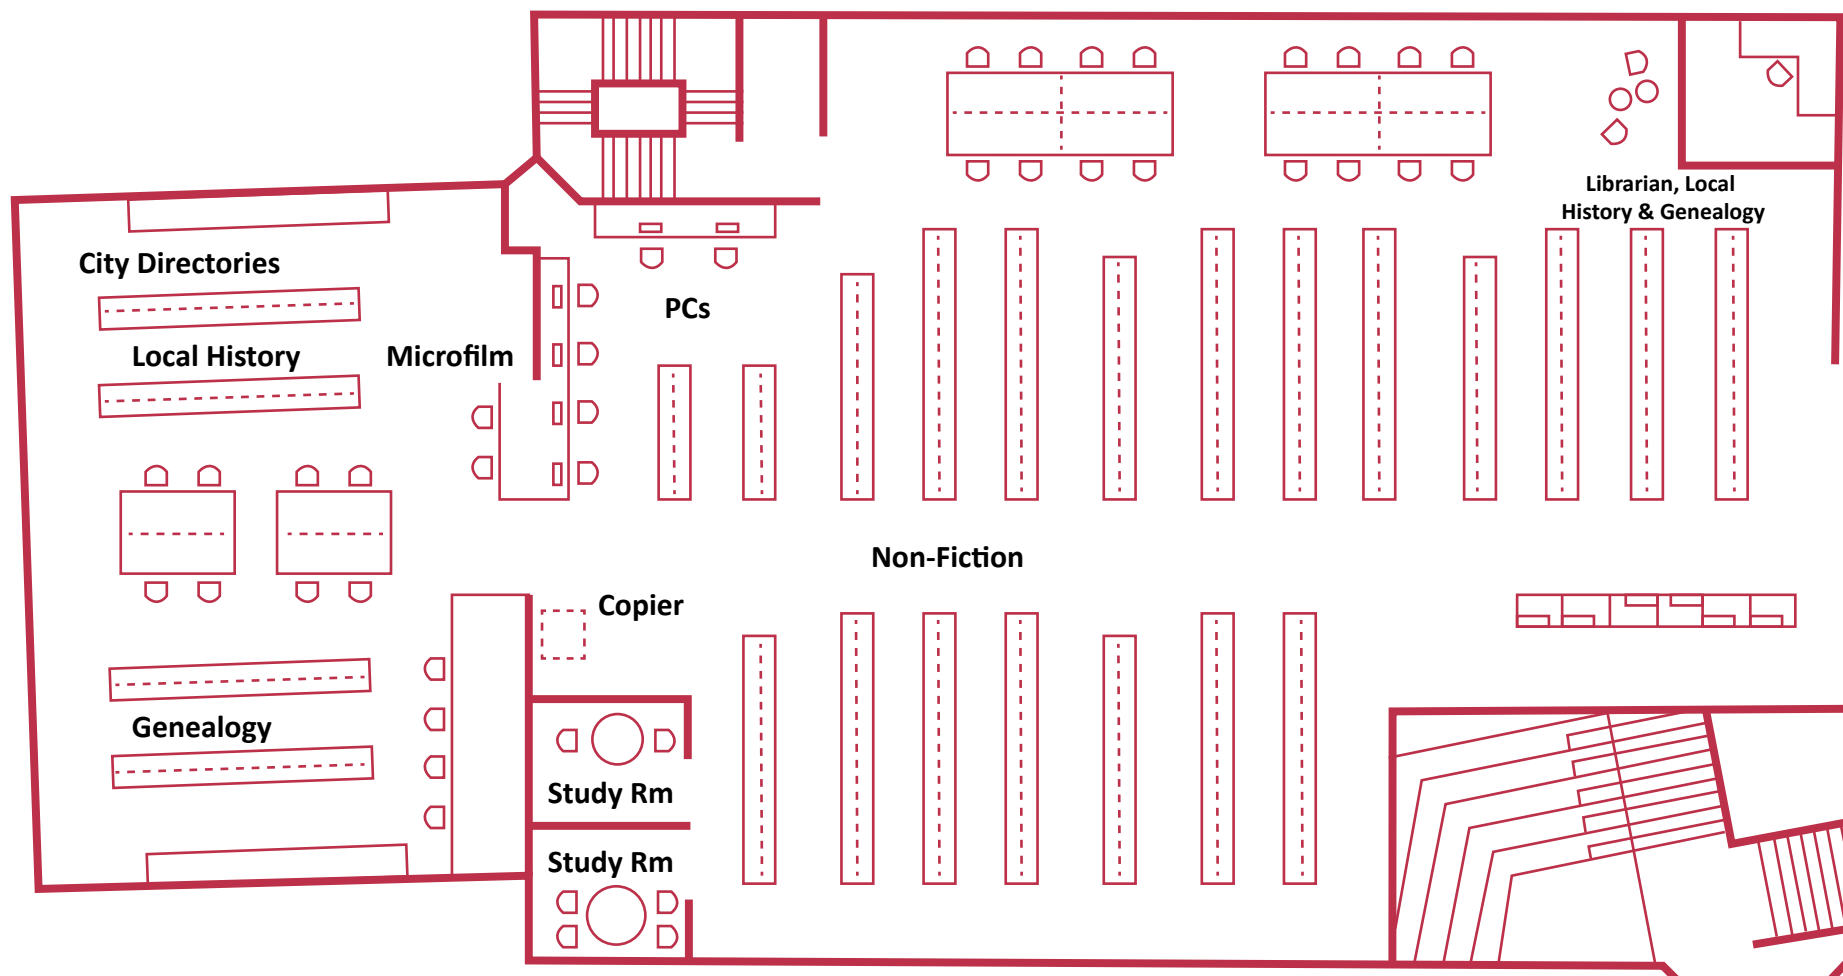 Librarian, Local
History & Genealogy
City Directories
PCs
Local History
Microfilm
Non-Fiction
Copier
Genealogy
Study Rm
Study Rm